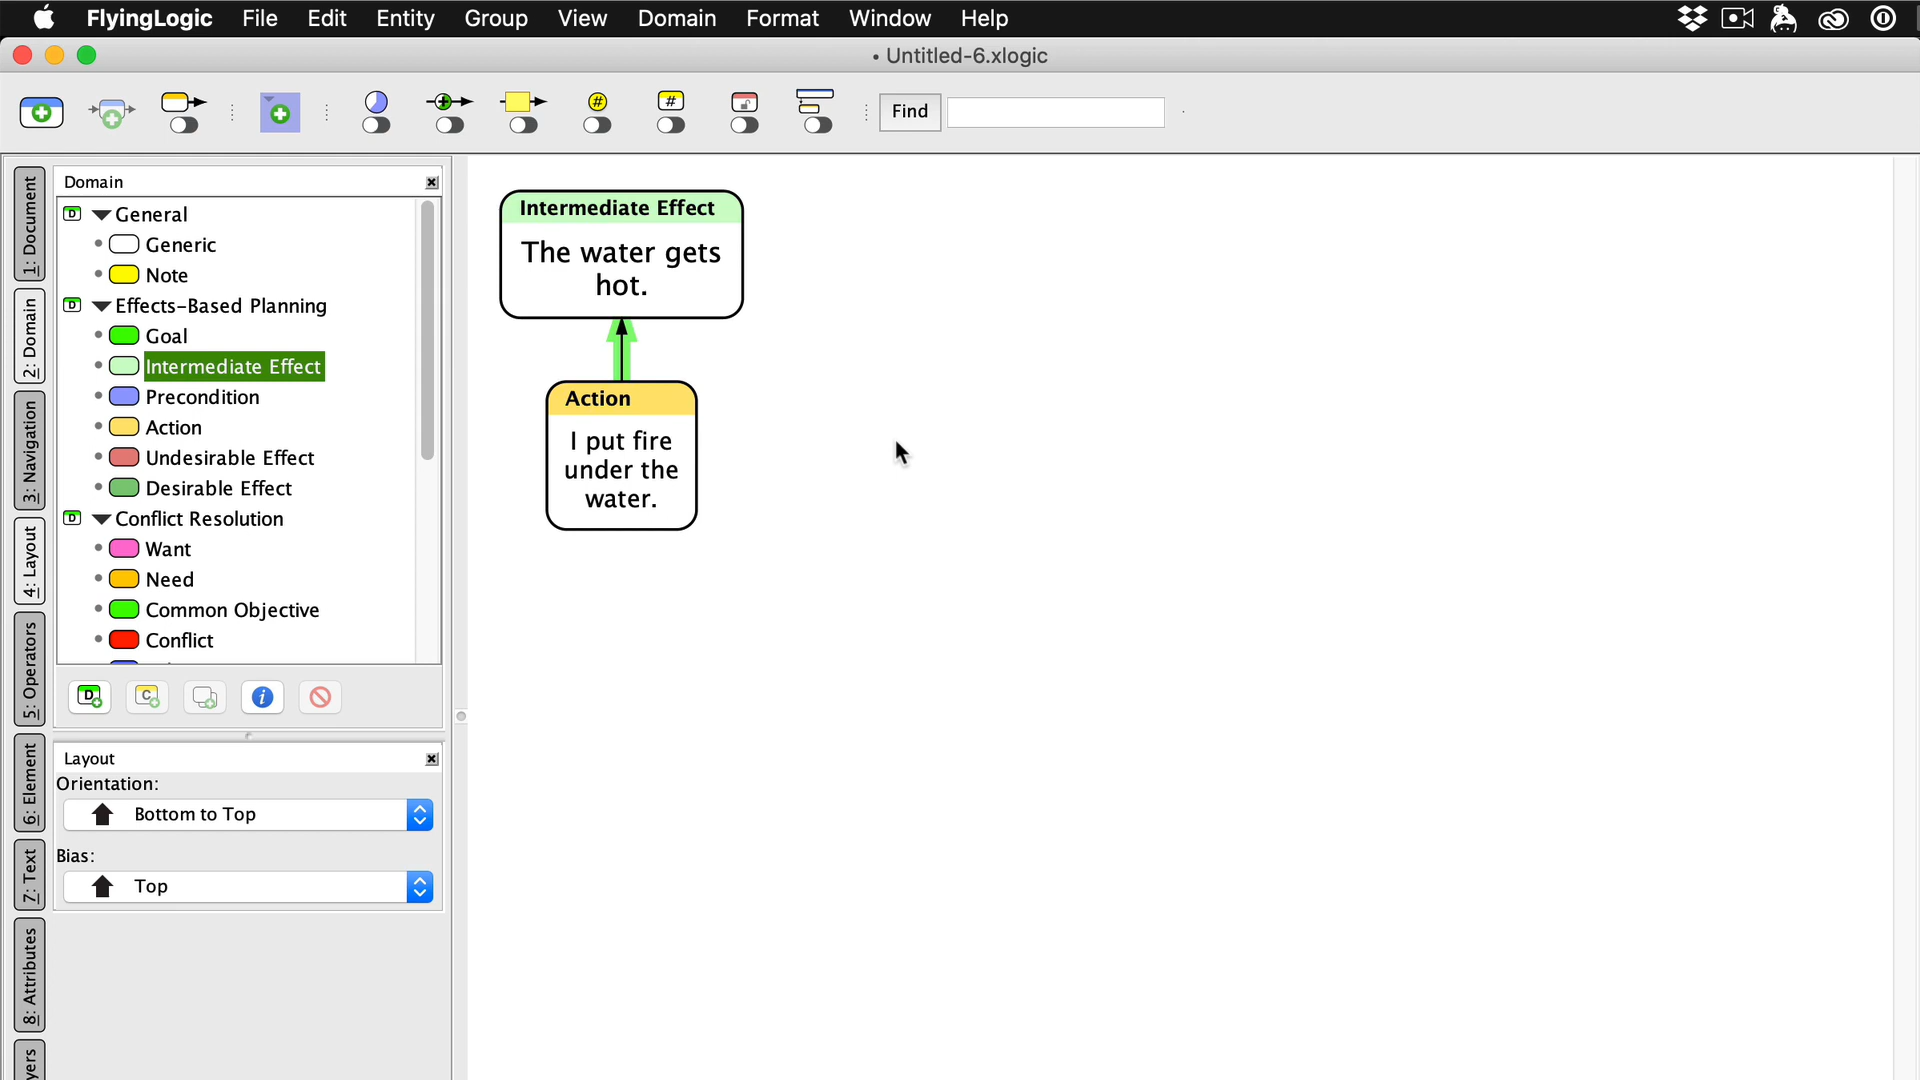 FlyingLogic File Edit Entity Group View Domain Format Window Help
• Untitled-6.xlogic
# #
Find
1: Document
2: Domain
3: Navigation
4: Layout
5: Operators
6: Element
7: Text
8: Attributes
Domain
D General
Generic
Note
D Effects-Based Planning
Goal
Intermediate Effect
Precondition
Action
Undesirable Effect
Desirable Effect
D Conflict Resolution
Want
Need
Common Objective
Conflict
D C i
Layout
Orientation:
Bottom to Top
Bias:
Top
Intermediate Effect
The water gets
hot.
Action
I put fire
under the
water.